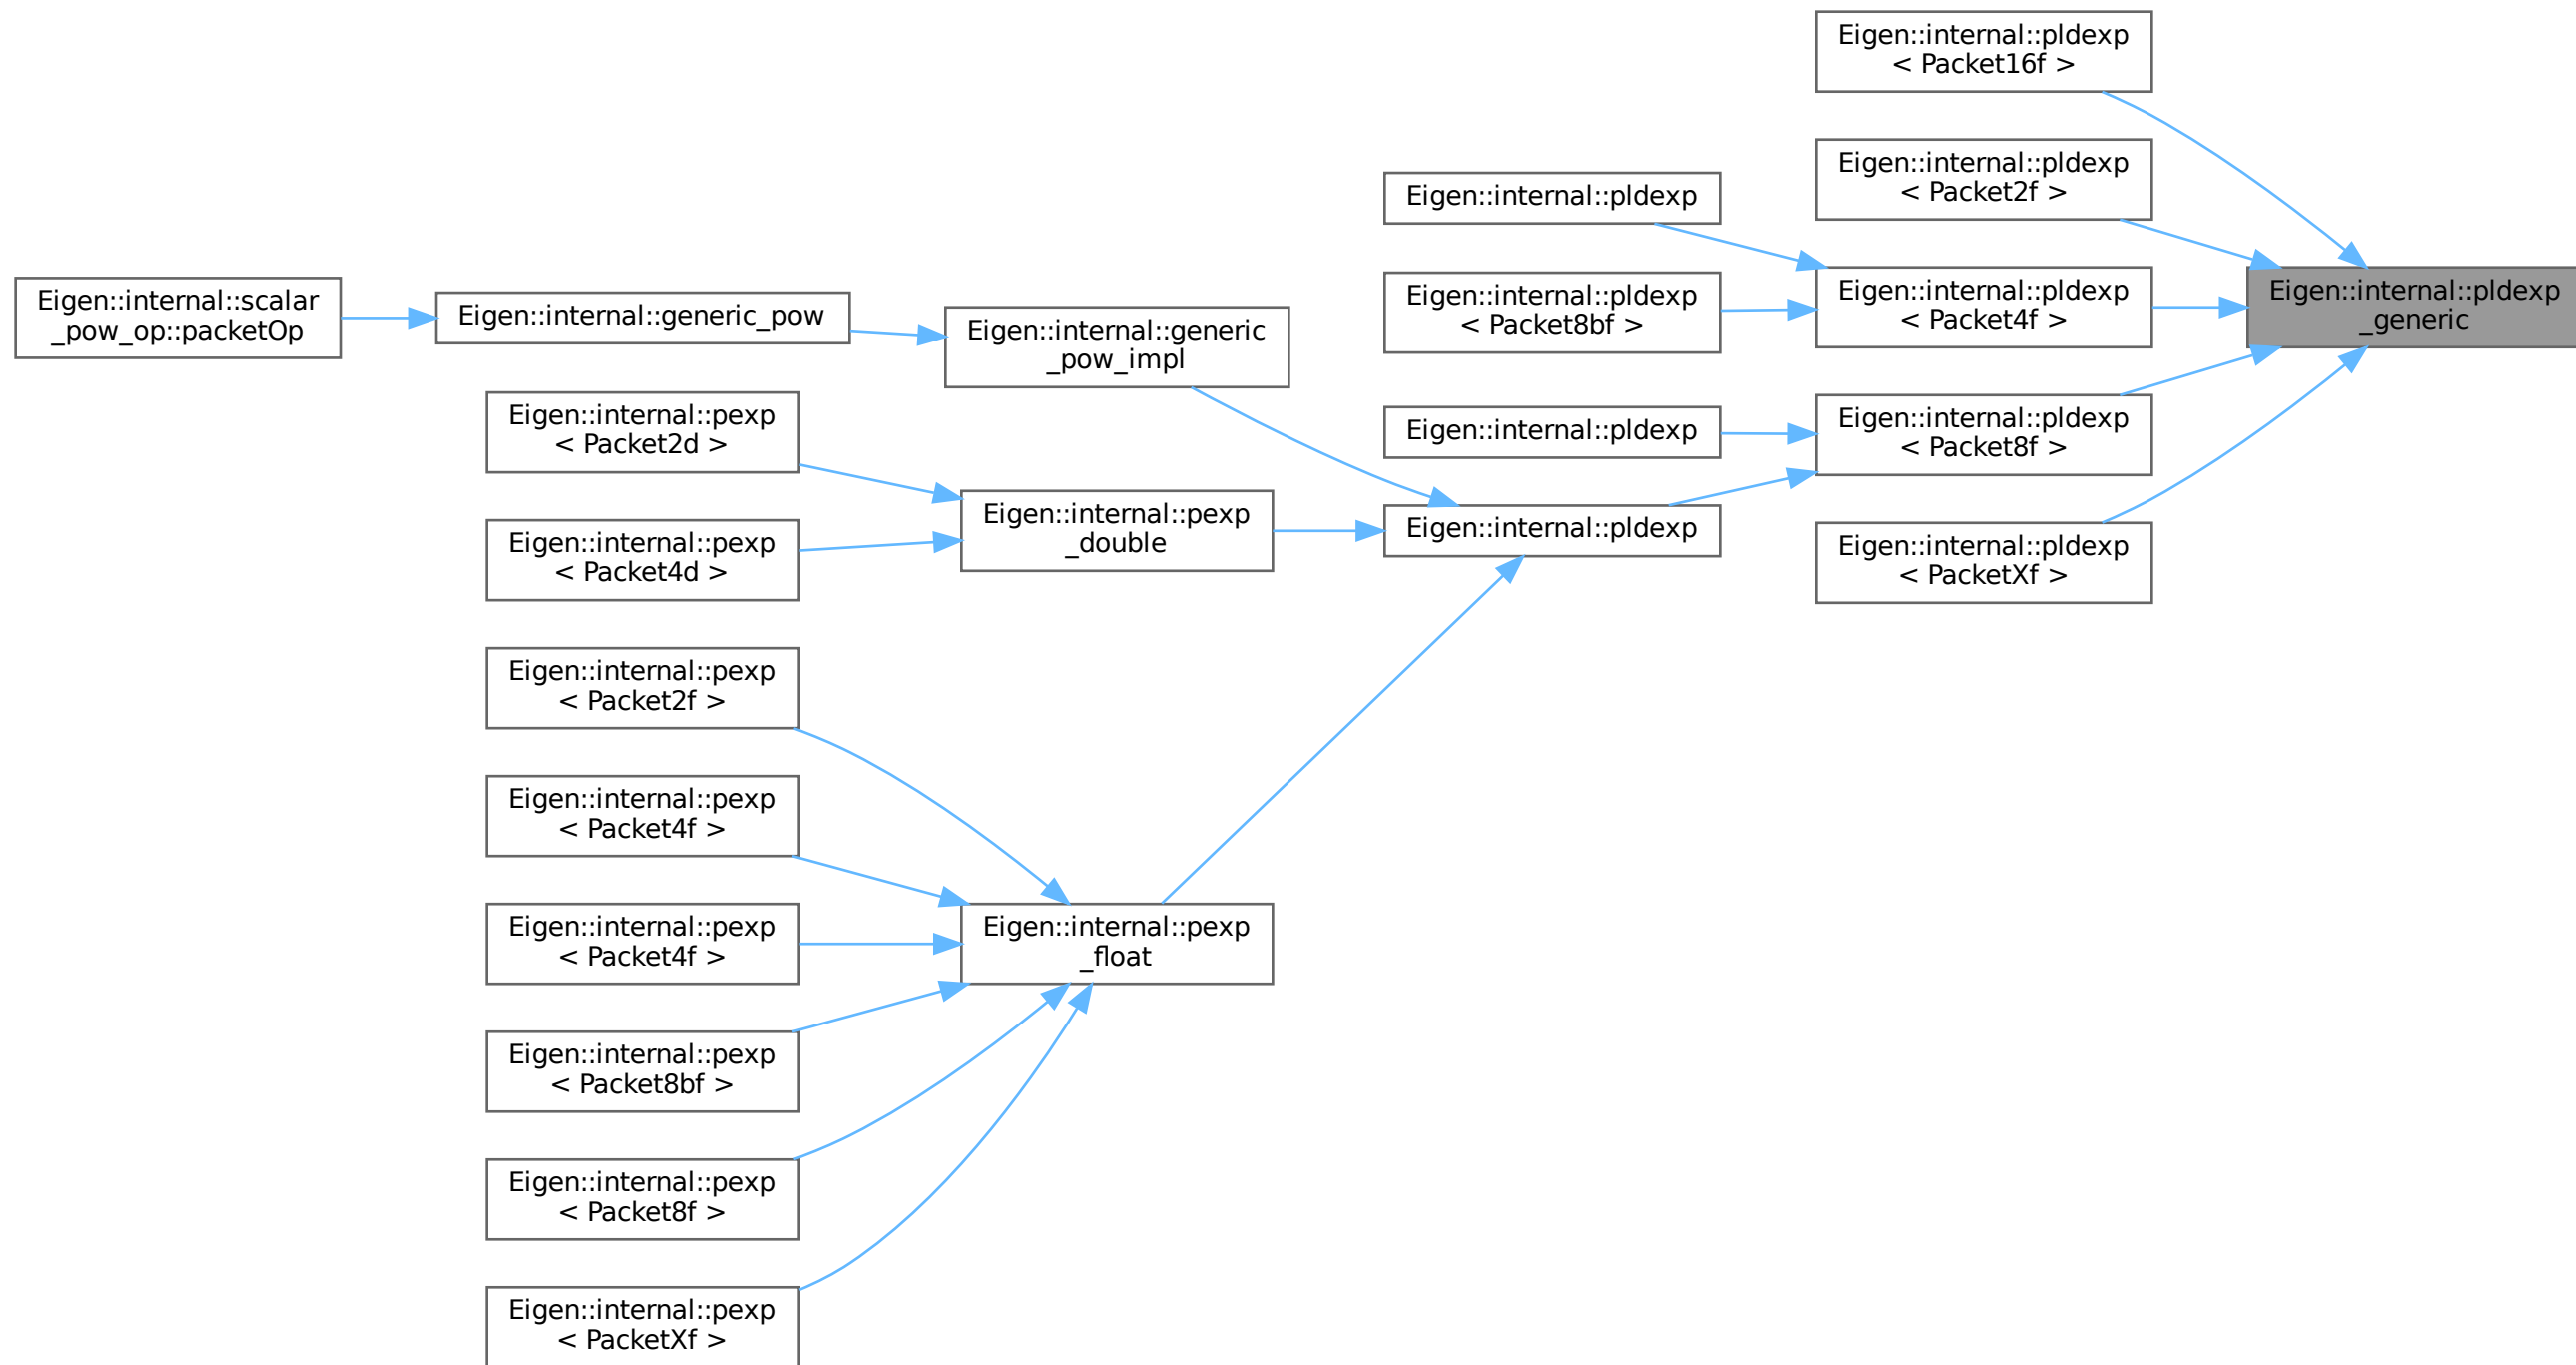 Eigen::internal::pldexp
< Packet16f >
Eigen::internal::pldexp
< Packet2f >
Eigen::internal::pldexp
Eigen::internal::pldexp
< Packet8bf >
Eigen::internal::pldexp
< Packet4f >
Eigen::internal::pldexp
_generic
Eigen::internal::scalar
_pow_op::packetOp
Eigen::internal::generic_pow
Eigen::internal::generic
_pow_impl
Eigen::internal::pexp
< Packet2d >
Eigen::internal::pldexp
Eigen::internal::pldexp
< Packet8f >
Eigen::internal::pexp
< Packet4d >
Eigen::internal::pexp
_double
Eigen::internal::pldexp
Eigen::internal::pldexp
< PacketXf >
Eigen::internal::pexp
< Packet2f >
Eigen::internal::pexp
< Packet4f >
Eigen::internal::pexp
< Packet4f >
Eigen::internal::pexp
_float
Eigen::internal::pexp
< Packet8bf >
Eigen::internal::pexp
< Packet8f >
Eigen::internal::pexp
< PacketXf >